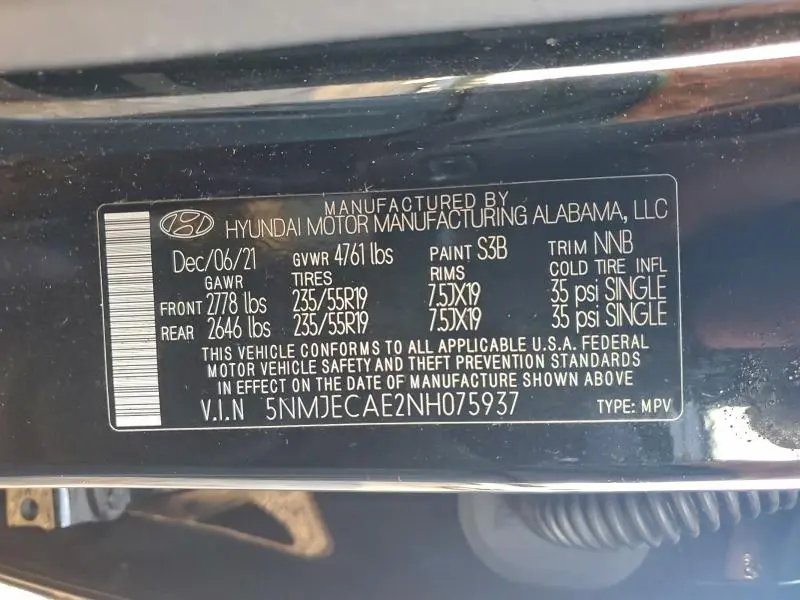 MANUFACTURED BY
HYUNDAI MOTOR MANUFACTURING ALABAMA, LLC
Dec/06/21 GVWR 4761 lbs PAINT S3B TRIM NNB
GAWR TIRES RIMS COLD TIRE INFL
FRONT 2778 lbs 235/55R19 7.5JX19 35 psi SINGLE
REAR 2646 lbs 235/55R19 7.5JX19 35 psi SINGLE
THIS VEHICLE CONFORMS TO ALL APPLICABLE U.S.A. FEDERAL
MOTOR VEHICLE SAFETY AND THEFT PREVENTION STANDARDS
IN EFFECT ON THE DATE OF MANUFACTURE SHOWN ABOVE
V.I.N 5NMJECAE2NH075937 TYPE: MPV